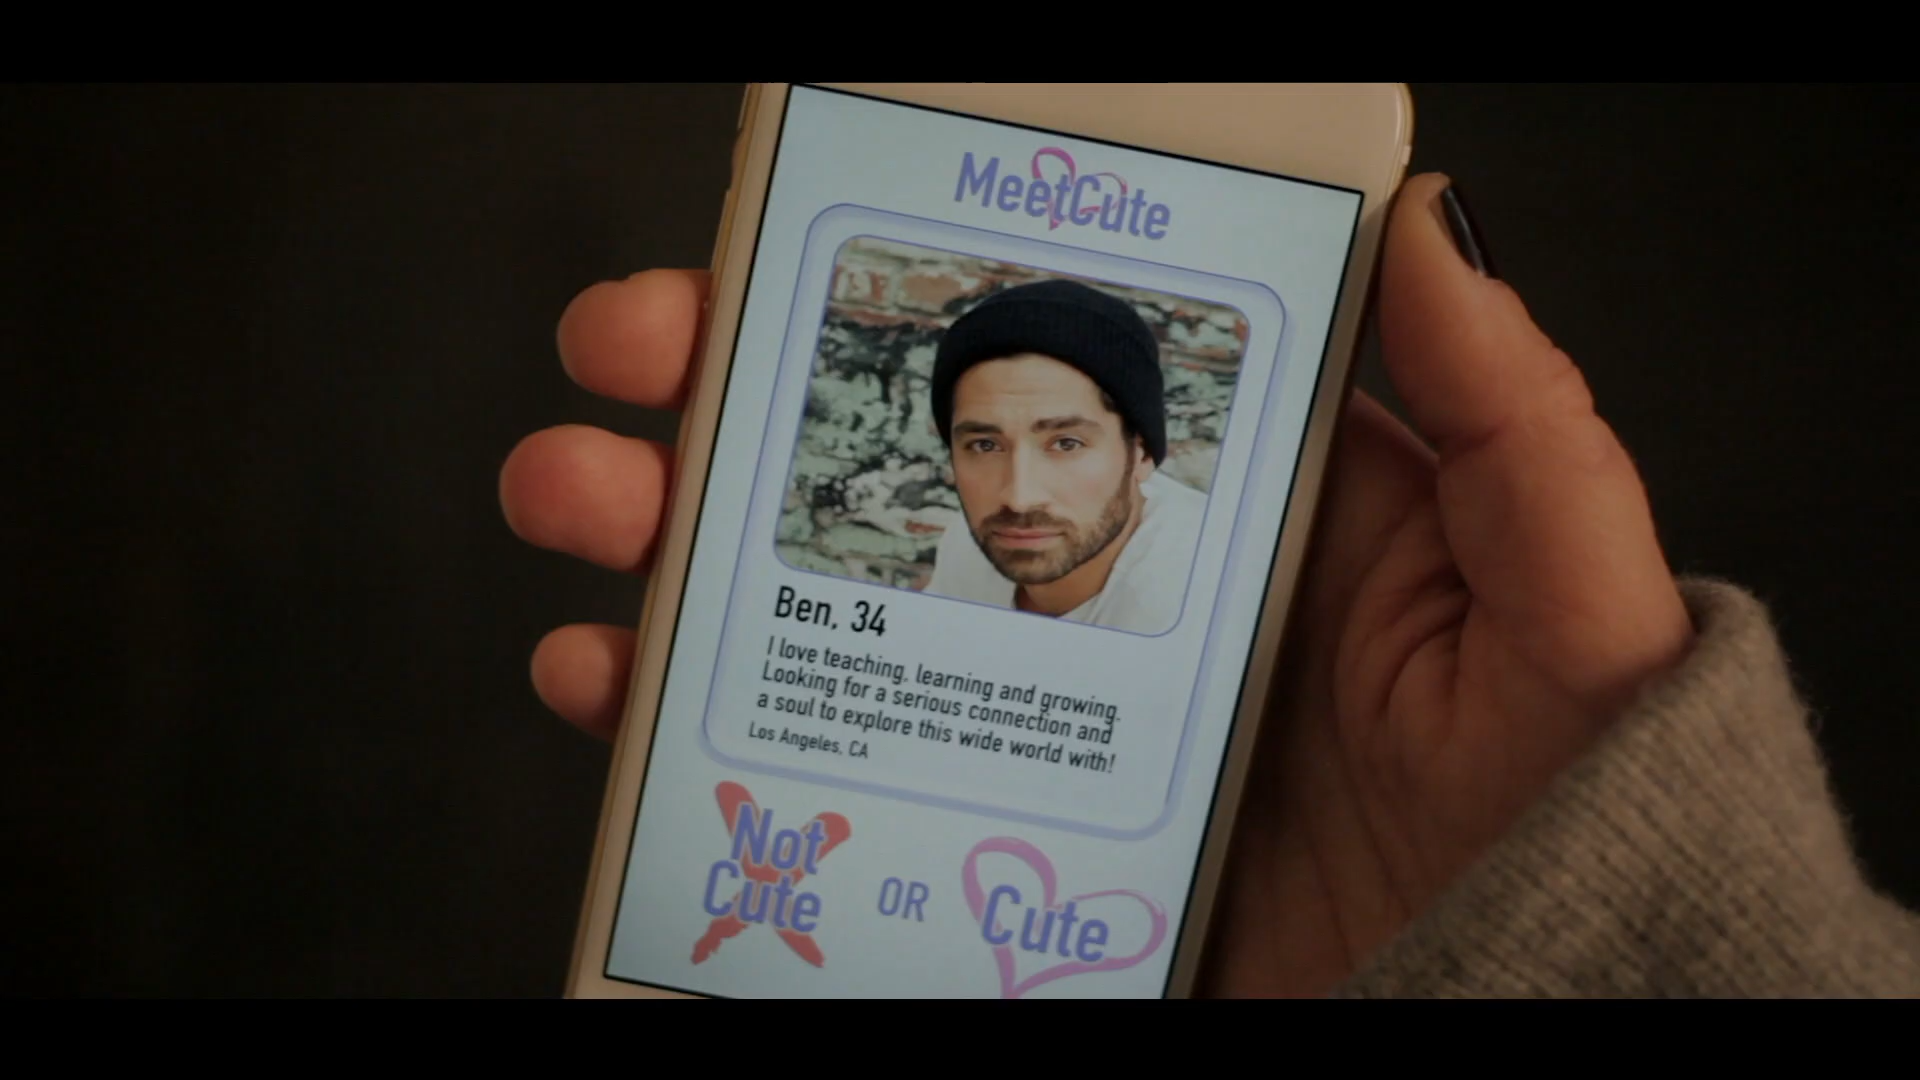 MeetCute
Ben, 34
I love teaching, learning and growing.
Looking for a serious connection and
a soul to explore this wide world with!
Los Angeles, CA
Not
Cute
OR
Cute